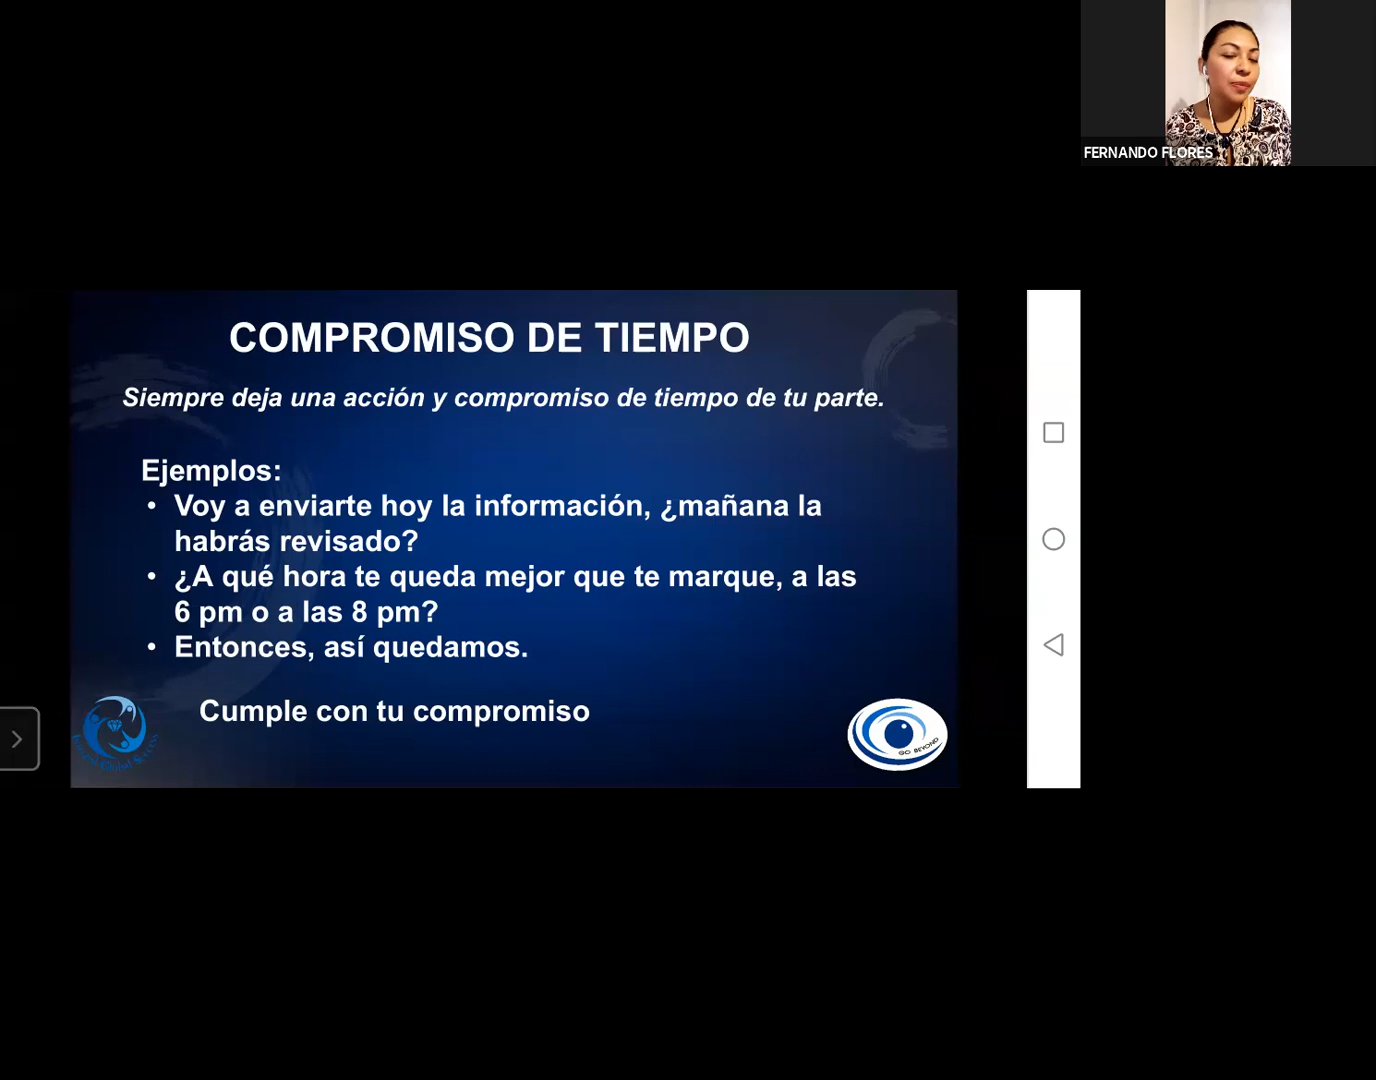 FERNANDO FLORES
COMPROMISO DE TIEMPO
Siempre deja una acción y compromiso de tiempo de tu parte.
Ejemplos:
• Voy a enviarte hoy la información, ¿mañana la
habrás revisado?
• ¿A qué hora te queda mejor que te marque, a las
6 pm o a las 8 pm?
• Entonces, así quedamos.
Cumple con tu compromiso
GO BEYOND